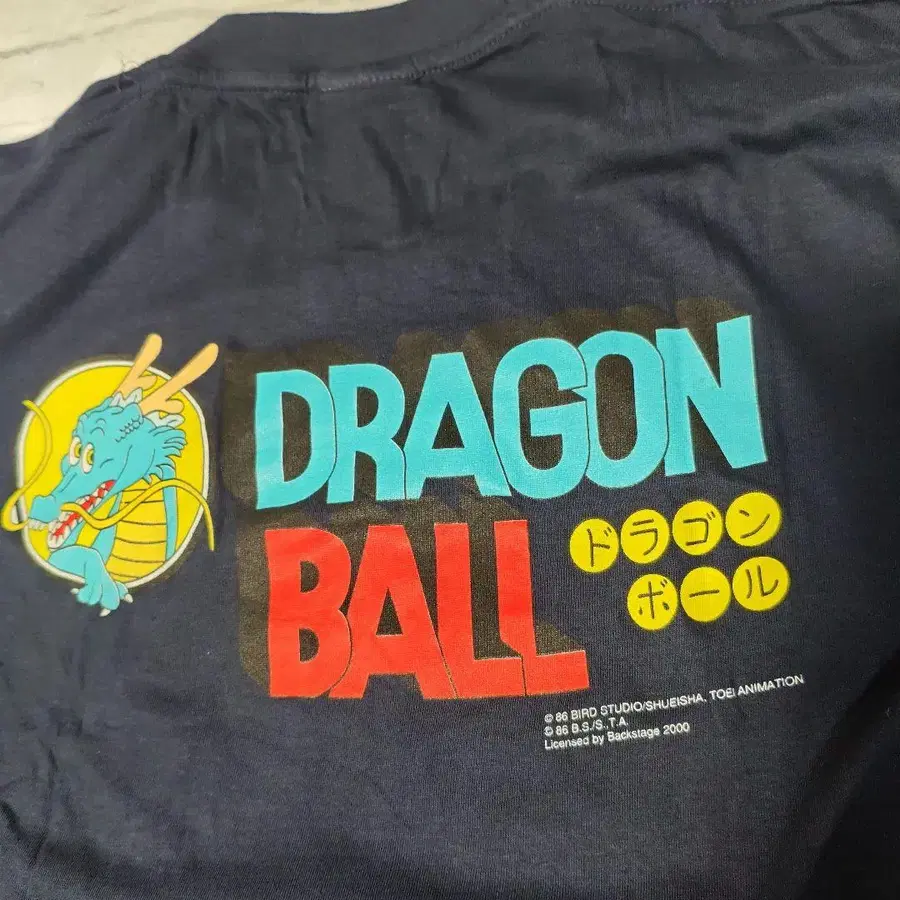 DRAGON
BALL
ドラゴン
ボール
© 86 BIRD STUDIO/SHUEISHA, TOEI ANIMATION
© 86 B.S./S.,T.A.
Licensed by Backstage 2000